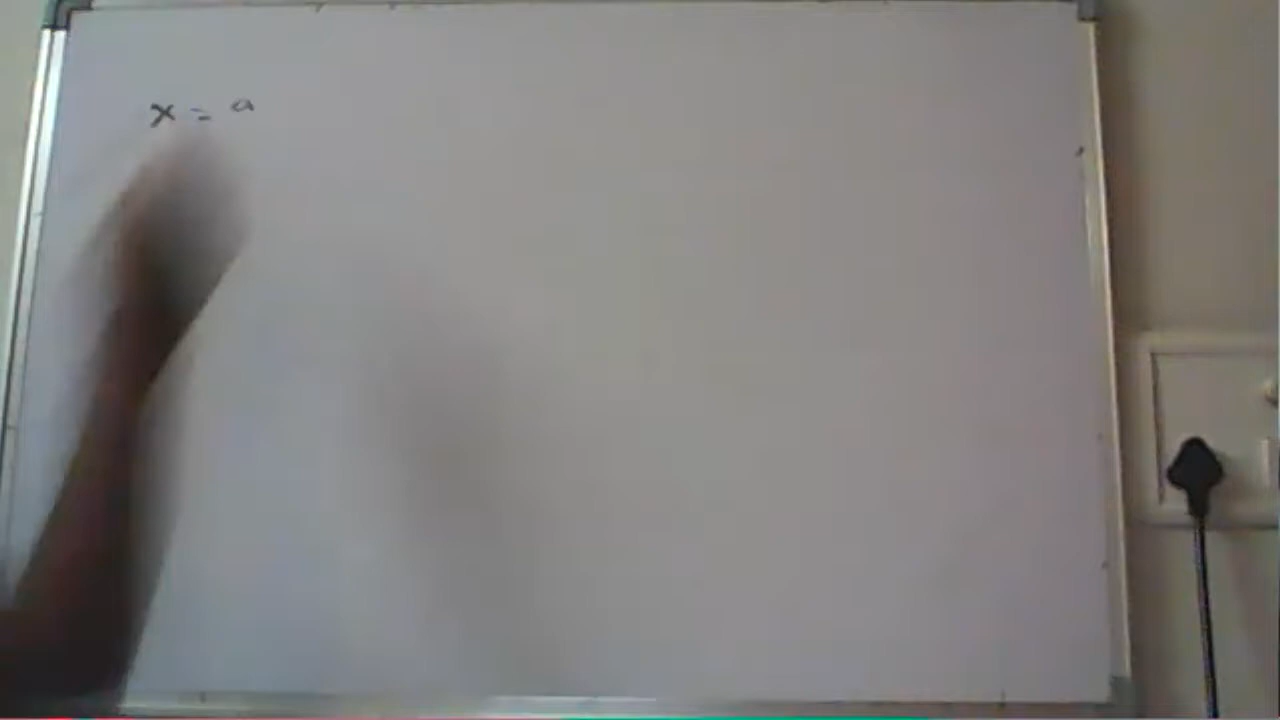 x = a